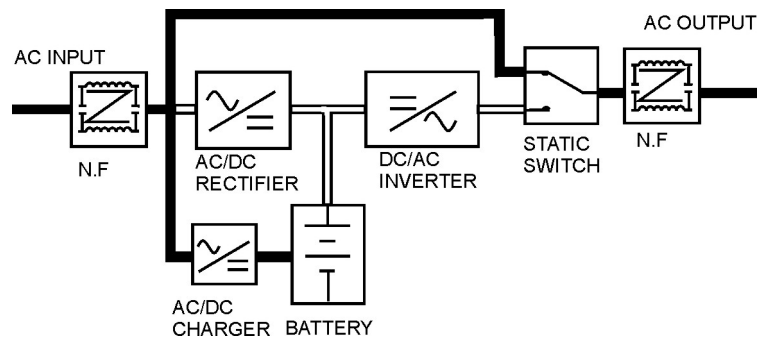 AC INPUT
AC OUTPUT
N.F
AC/DC
RECTIFIER
DC/AC
INVERTER
STATIC
SWITCH
N.F
AC/DC
CHARGER
BATTERY